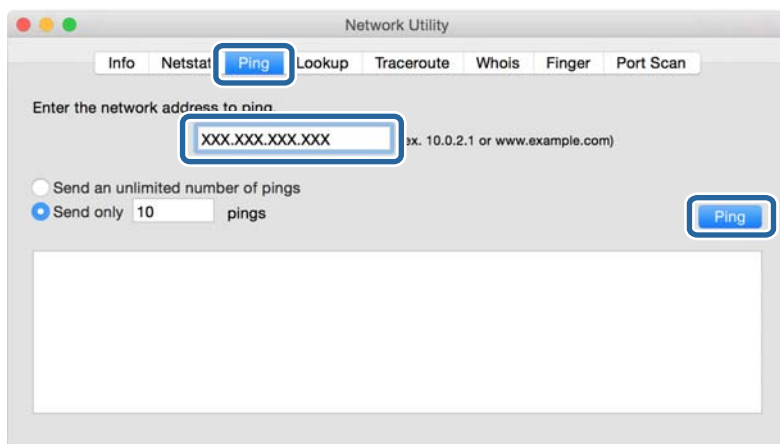 Network Utility
Info Netstat Ping Lookup Traceroute Whois Finger Port Scan
Enter the network address to ping.
XXX.XXX.XXX.XXX ex. 10.0.2.1 or www.example.com)
Send an unlimited number of pings
Send only 10 pings
Ping